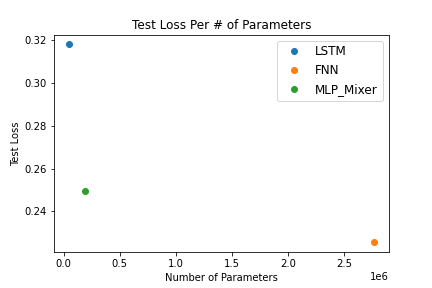 Test Loss Per # of Parameters
0.32
0.30
0.28
0.26
0.24
Test Loss
LSTM
FNN
MLP_Mixer
0.0 0.5 1.0 1.5 2.0 2.5
1e6
Number of Parameters